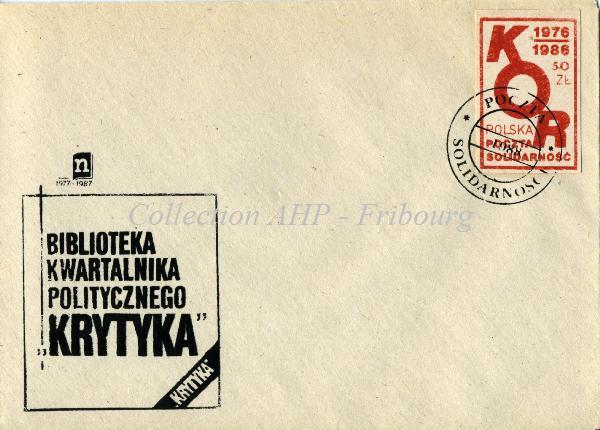 K
O
R
1976
1986
50
ZŁ
POLSKA
POCZTA
SOLIDARNOŚĆ
* POCZTA *
SOLIDARNOŚĆ
n
1977-1987
Collection AHP - Fribourg
BIBLIOTEKA
KWARTALNIKA
POLITYCZNEGO
„KRYTYKA”
„KRYTYKA”